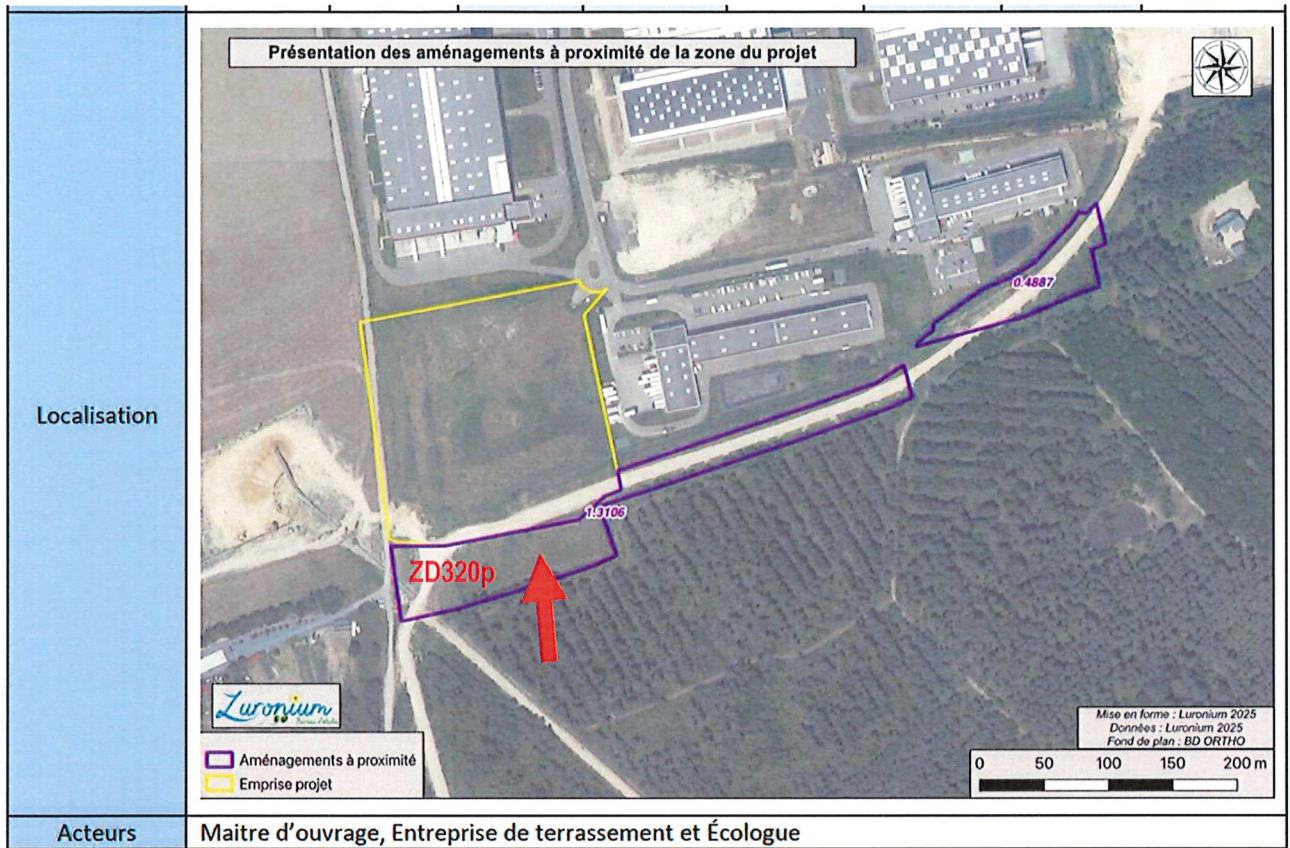 Localisation
Présentation des aménagements à proximité de la zone du projet
0.4887
1.3106
ZD320p
Luronium
Bureau d'études
Aménagements à proximité
Emprise projet
Mise en forme : Luronium 2025
Données : Luronium 2025
Fond de plan : BD ORTHO
0 50 100 150 200 m
Acteurs
Maitre d'ouvrage, Entreprise de terrassement et Écologue